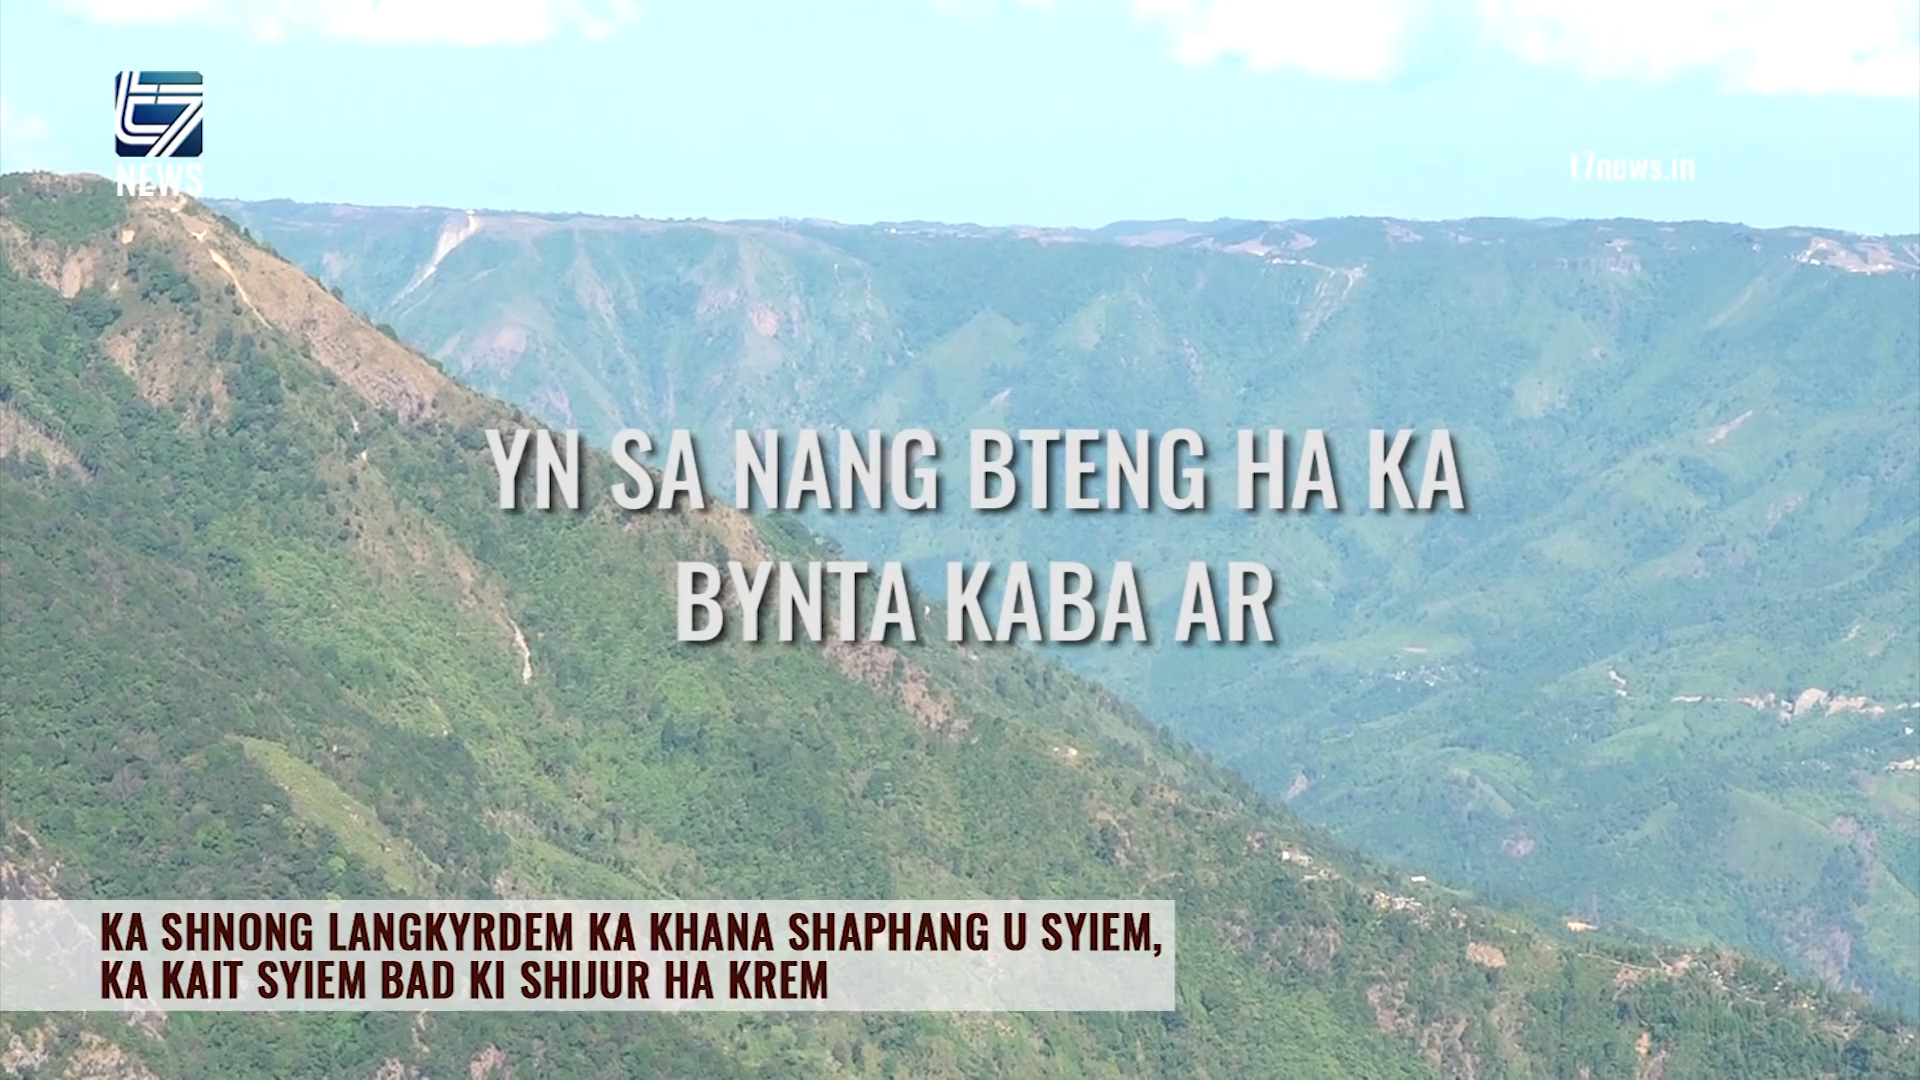 t7
NEWS
t7news.in
YN SA NANG BTENG HA KA
BYNTA KABA AR
KA SHNONG LANGKYRDEM KA KHANA SHAPHANG U SYIEM,
KA KAIT SYIEM BAD KI SHIJUR HA KREM